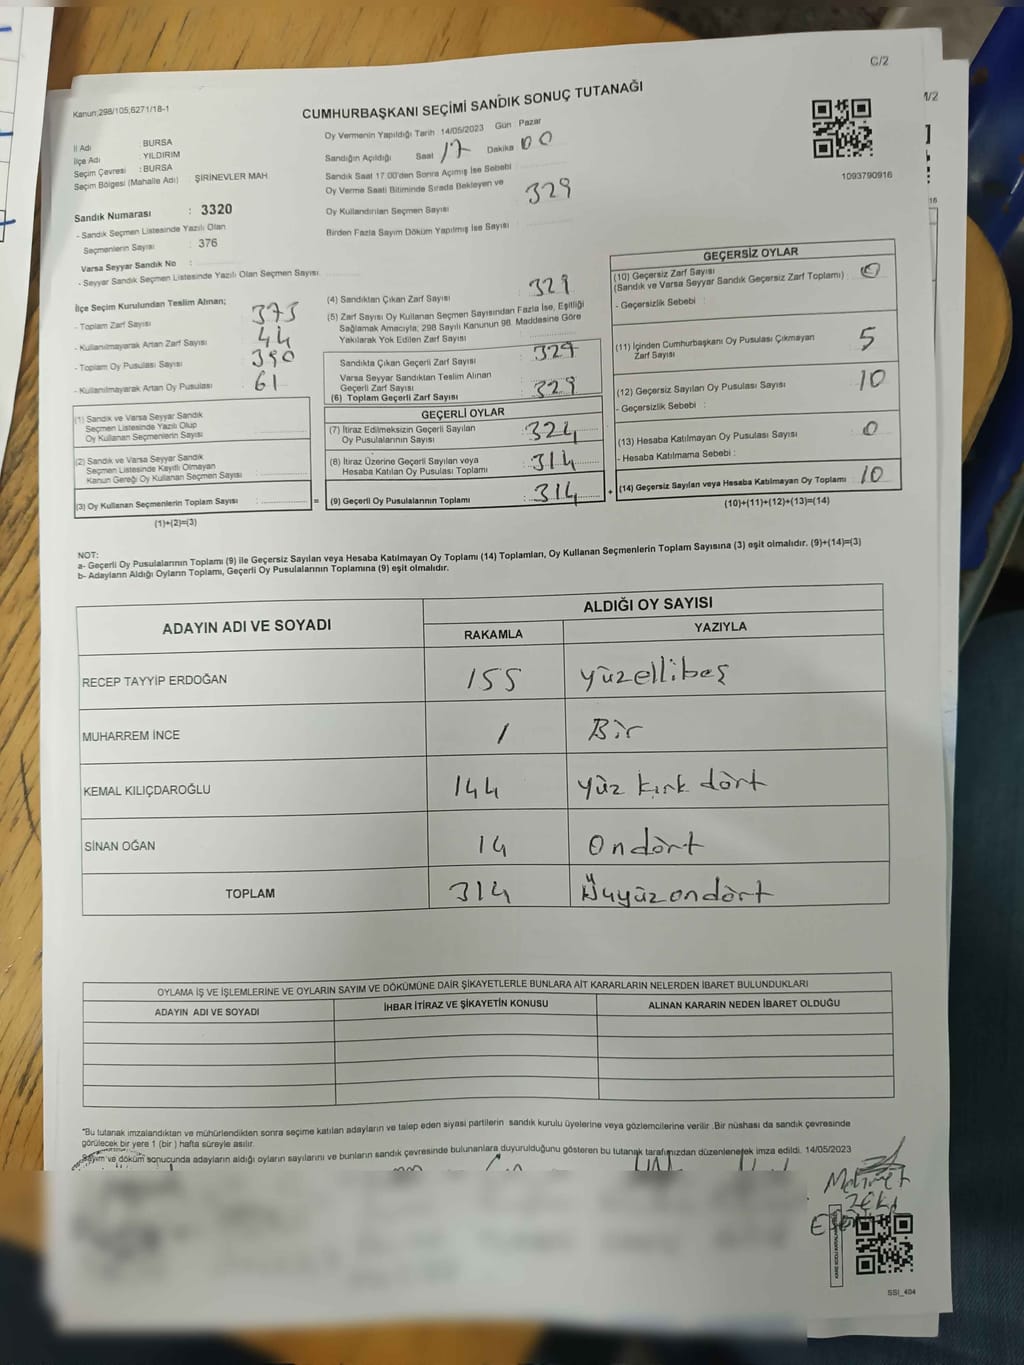 C/2
Kanun;298/105;6271/18-1
CUMHURBAŞKANI SEÇİMİ SANDIK SONUÇ TUTANAĞI
İl Adı BURSA
İlçe Adı : YILDIRIM
Seçim Çevresi : BURSA
Seçim Bölgesi (Mahalle Adı) ŞİRİNEVLER MAH.
Oy Vermenin Yapıldığı Tarih 14/05/2023 Gün : Pazar
Sandığın Açıldığı Saat 17 Dakika 00
Sandık Saat 17.00'den Sonra Açımış İse Sebebi
Oy Verme Saati Bitiminde Sırada Bekleyen ve
Oy Kullandırılan Seçmen Sayısı 329
Birden Fazla Sayım Döküm Yapılmış İse Sayısı :
1093790916
1/2
Sandık Numarası : 3320
- Sandık Seçmen Listesinde Yazılı Olan
Seçmenlerin Sayısı : 376
Varsa Seyyar Sandık No :
- Seyyar Sandık Seçmen Listesinde Yazılı Olan Seçmen Sayısı
İlçe Seçim Kurulundan Teslim Alınan;
- Toplam Zarf Sayısı 373
- Kullanılmayarak Artan Zarf Sayısı 44
- Toplam Oy Pusulası Sayısı 390
- Kullanılmayarak Artan Oy Pusulası 61
(1) Sandık ve Varsa Seyyar Sandık
Seçmen Listesinde Yazılı Olup
Oy Kullanan Seçmenlerin Sayısı
(2) Sandık ve Varsa Seyyar Sandık
Seçmen Listesinde Kayıtlı Olmayan
Kanun Gereği Oy Kullanan Seçmen Sayısı
(3) Oy Kullanan Seçmenlerin Toplam Sayısı :
(1)+(2)=(3)
=
(4) Sandıktan Çıkan Zarf Sayısı 329
(5) Zarf Sayısı Oy Kullanan Seçmen Sayısından Fazla İse, Eşitliği
Sağlamak Amacıyla; 298 Sayılı Kanunun 98. Maddesine Göre
Yakılarak Yok Edilen Zarf Sayısı
Sandıkta Çıkan Geçerli Zarf Sayısı 329
Varsa Seyyar Sandıktan Teslim Alınan
Geçerli Zarf Sayısı
(6) Toplam Geçerli Zarf Sayısı 329
GEÇERLİ OYLAR
(7) İtiraz Edilmeksizin Geçerli Sayılan
Oy Pusulalarının Sayısı 324
(8) İtiraz Üzerine Geçerli Sayılan veya
Hesaba Katılan Oy Pusulası Toplamı 314
(9) Geçerli Oy Pusulalarının Toplamı 314
+
GEÇERSİZ OYLAR
(10) Geçersiz Zarf Sayısı
(Sandık ve Varsa Seyyar Sandık Geçersiz Zarf Toplamı) : 0
- Geçersizlik Sebebi :
(11) İçinden Cumhurbaşkanı Oy Pusulası Çıkmayan
Zarf Sayısı 5
(12) Geçersiz Sayılan Oy Pusulası Sayısı 10
- Geçersizlik Sebebi :
(13) Hesaba Katılmayan Oy Pusulası Sayısı 0
- Hesaba Katılmama Sebebi :
(14) Geçersiz Sayılan veya Hesaba Katılmayan Oy Toplamı 10
(10)+(11)+(12)+(13)=(14)
NOT:
a- Geçerli Oy Pusulalarının Toplamı (9) ile Geçersiz Sayılan veya Hesaba Katılmayan Oy Toplamı (14) Toplamları, Oy Kullanan Seçmenlerin Toplam Sayısına (3) eşit olmalıdır. (9)+(14)=(3)
b- Adayların Aldığı Oyların Toplamı, Geçerli Oy Pusulalarının Toplamına (9) eşit olmalıdır.
ADAYIN ADI VE SOYADI
ALDIĞI OY SAYISI
RAKAMLA YAZIYLA
RECEP TAYYİP ERDOĞAN 155 yüzellibeş
MUHARREM İNCE 1 Bir
KEMAL KILIÇDAROĞLU 144 yüz kırk dört
SİNAN OĞAN 14 Ondört
TOPLAM 314 Üçyüzondört
OYLAMA İŞ VE İŞLEMLERİNE VE OYLARIN SAYIM VE DÖKÜMÜNE DAİR ŞİKAYETLERLE BUNLARA AİT KARARLARIN NELERDEN İBARET BULUNDUKLARI
ADAYIN ADI VE SOYADI İHBAR İTİRAZ VE ŞİKAYETİN KONUSU ALINAN KARARIN NEDEN İBARET OLDUĞU
*Bu tutanak imzalandıktan ve mühürlendikten sonra seçime katılan adayların ve talep eden siyasi partilerin sandık kurulu üyelerine veya gözlemcilerine verilir .Bir nüshası da sandık çevresinde
görülecek bir yere 1 (bir ) hafta süreyle asılır.
Sayım ve döküm sonucunda adayların aldığı oyların sayılarını ve bunların sandık çevresinde bulunanlara duyurulduğunu gösteren bu tutanak tarafımızdan düzenlenerek imza edildi. 14/05/2023
Mehmet
Zeki
SSI_404